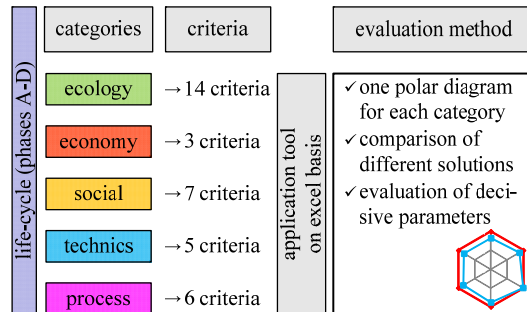 categories
criteria
evaluation method
life-cycle (phases A-D)
ecology
→ 14 criteria
economy
→ 3 criteria
social
→ 7 criteria
technics
→ 5 criteria
process
→ 6 criteria
application tool
on excel basis
✓ one polar diagram
for each category
✓ comparison of
different solutions
✓ evaluation of deci-
sive parameters